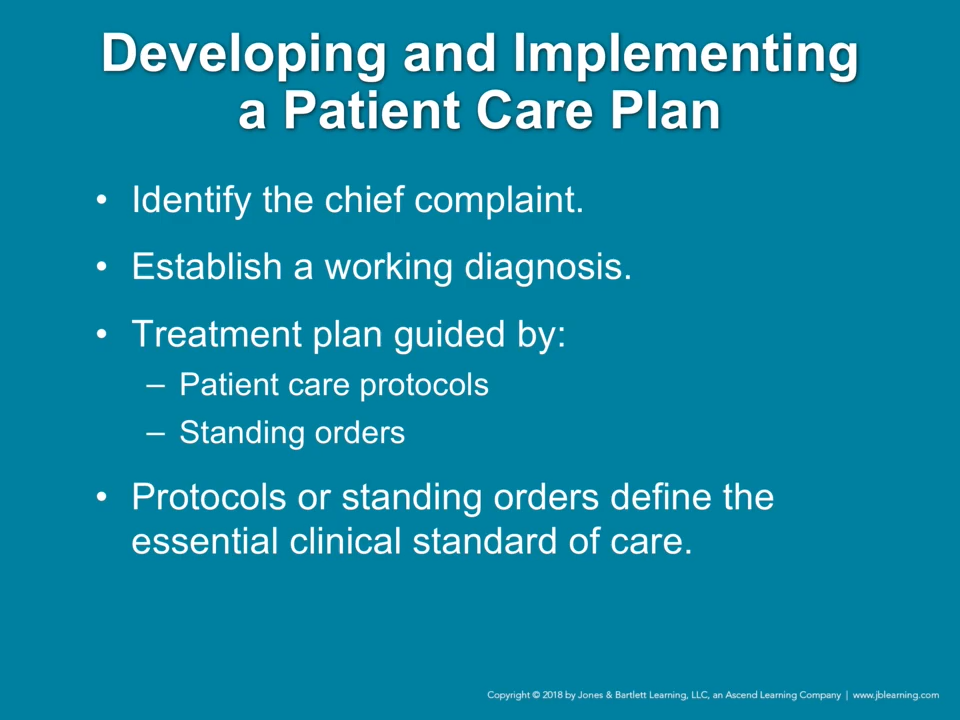 Developing and Implementing
a Patient Care Plan
• Identify the chief complaint.
• Establish a working diagnosis.
• Treatment plan guided by:
– Patient care protocols
– Standing orders
• Protocols or standing orders define the
essential clinical standard of care.
Copyright © 2018 by Jones & Bartlett Learning, LLC, an Ascend Learning Company | www.jblearning.com